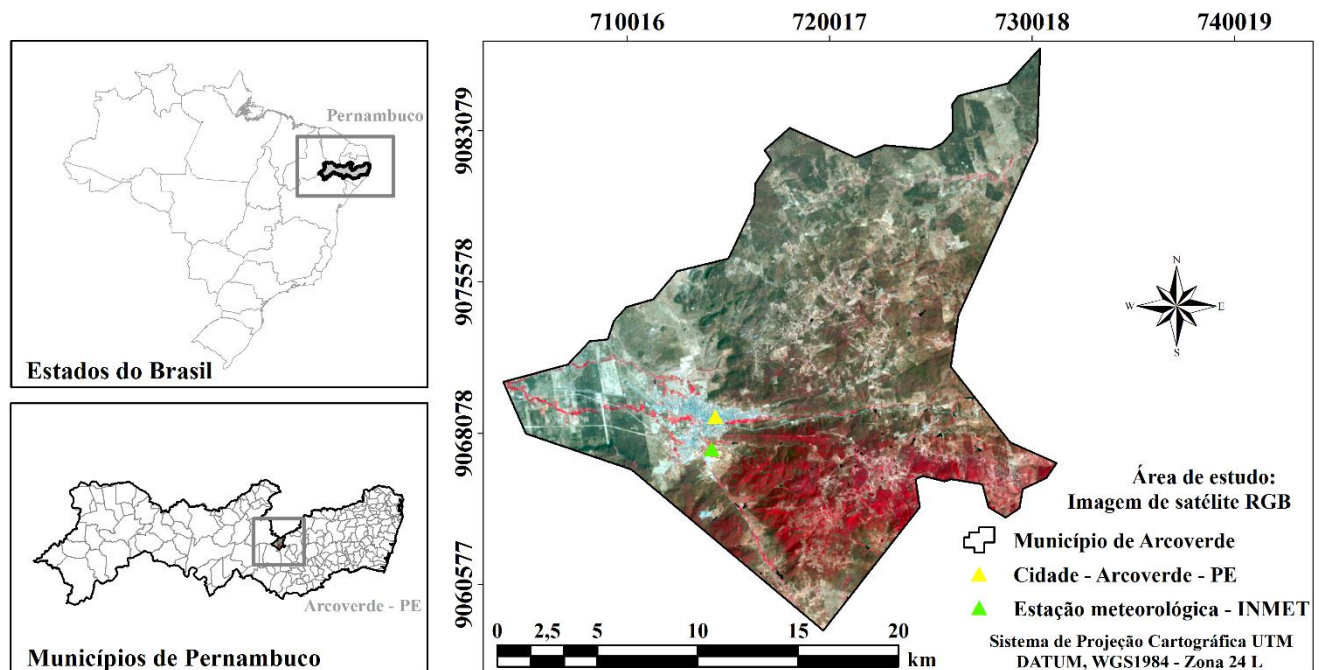 710016 720017 730018 740019
Pernambuco
Estados do Brasil
Arcoverde - PE
Municípios de Pernambuco
9083079
9075578
9068078
9060577
N
W E
S
Área de estudo:
Imagem de satélite RGB
Município de Arcoverde
Cidade - Arcoverde - PE
Estação meteorológica - INMET
0 2,5 5 10 15 20
km
Sistema de Projeção Cartográfica UTM
DATUM, WGS1984 - Zona 24 L